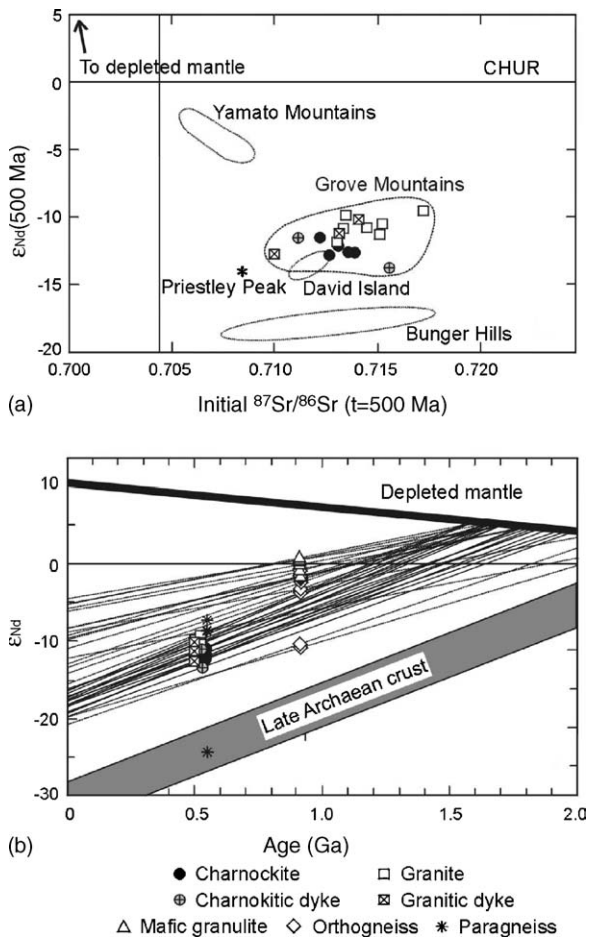 5
0
-5
-10
-15
-20
εNd(500 Ma)
To depleted mantle
CHUR
Yamato Mountains
Grove Mountains
Priestley Peak
David Island
Bunger Hills
0.700 0.705 0.710 0.715 0.720
(a) Initial ⁸⁷Sr/⁸⁶Sr (t=500 Ma)
10
0
-10
-20
-30
εNd
Depleted mantle
Late Archaean crust
0 0.5 1.0 1.5 2.0
(b) Age (Ga)
Charnockite Granite
Charnokitic dyke Granitic dyke
Mafic granulite Orthogneiss Paragneiss